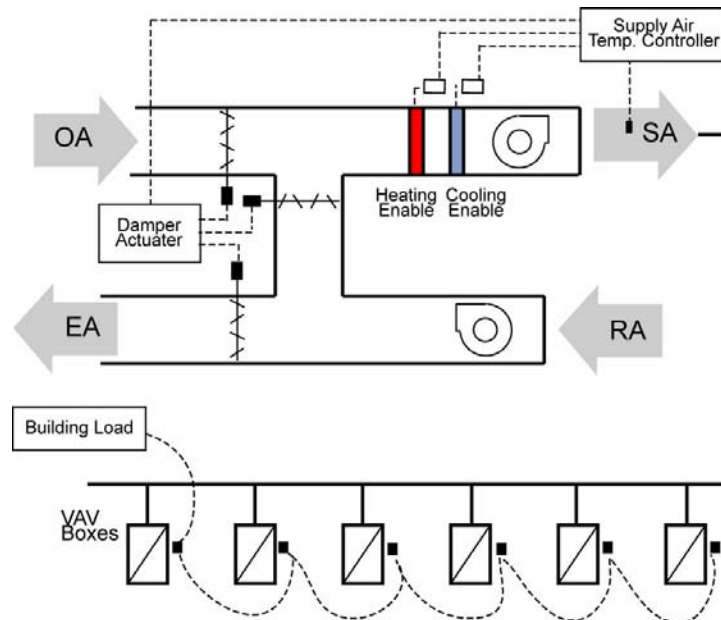 Supply Air
Temp. Controller
OA
SA
Heating
Enable
Cooling
Enable
Damper
Actuater
EA
RA
Building Load
VAV
Boxes